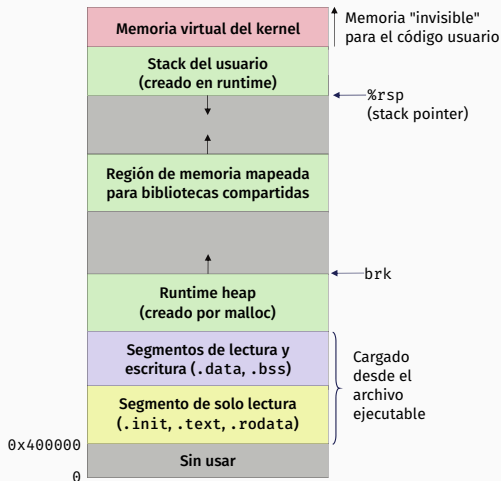 Memoria virtual del kernel
Memoria "invisible"
para el código usuario
Stack del usuario
(creado en runtime)
%rsp
(stack pointer)
Región de memoria mapeada
para bibliotecas compartidas
brk
Runtime heap
(creado por malloc)
Segmentos de lectura y
escritura (.data, .bss)
Cargado
desde el
archivo
ejecutable
Segmento de solo lectura
(.init, .text, .rodata)
0x400000
Sin usar
0